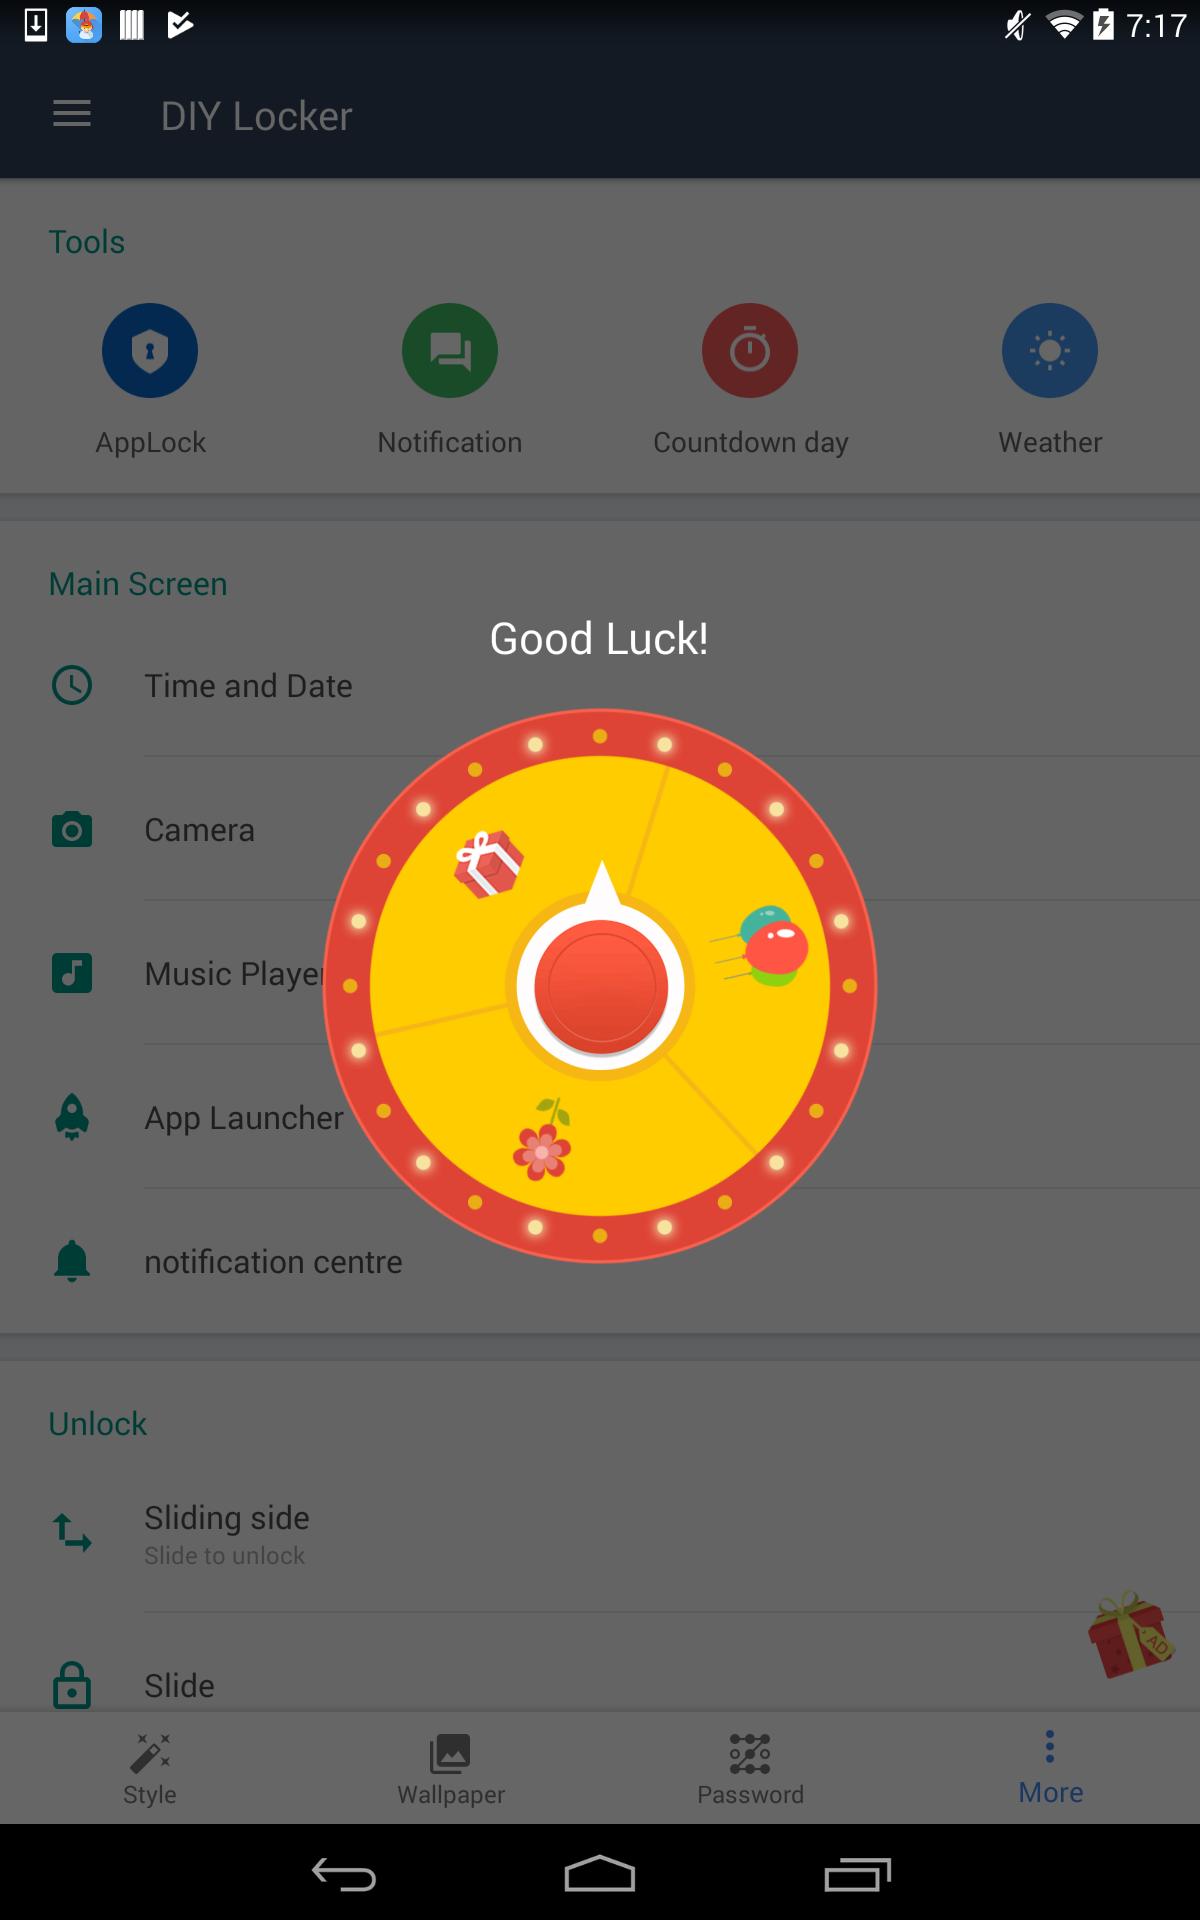 7:17
DIY Locker
Tools
AppLock
Notification
Countdown day
Weather
Main Screen
Good Luck!
Time and Date
Camera
Music Player
App Launcher
notification centre
Unlock
Sliding side
Slide to unlock
AD
Slide
Style
Wallpaper
Password
More